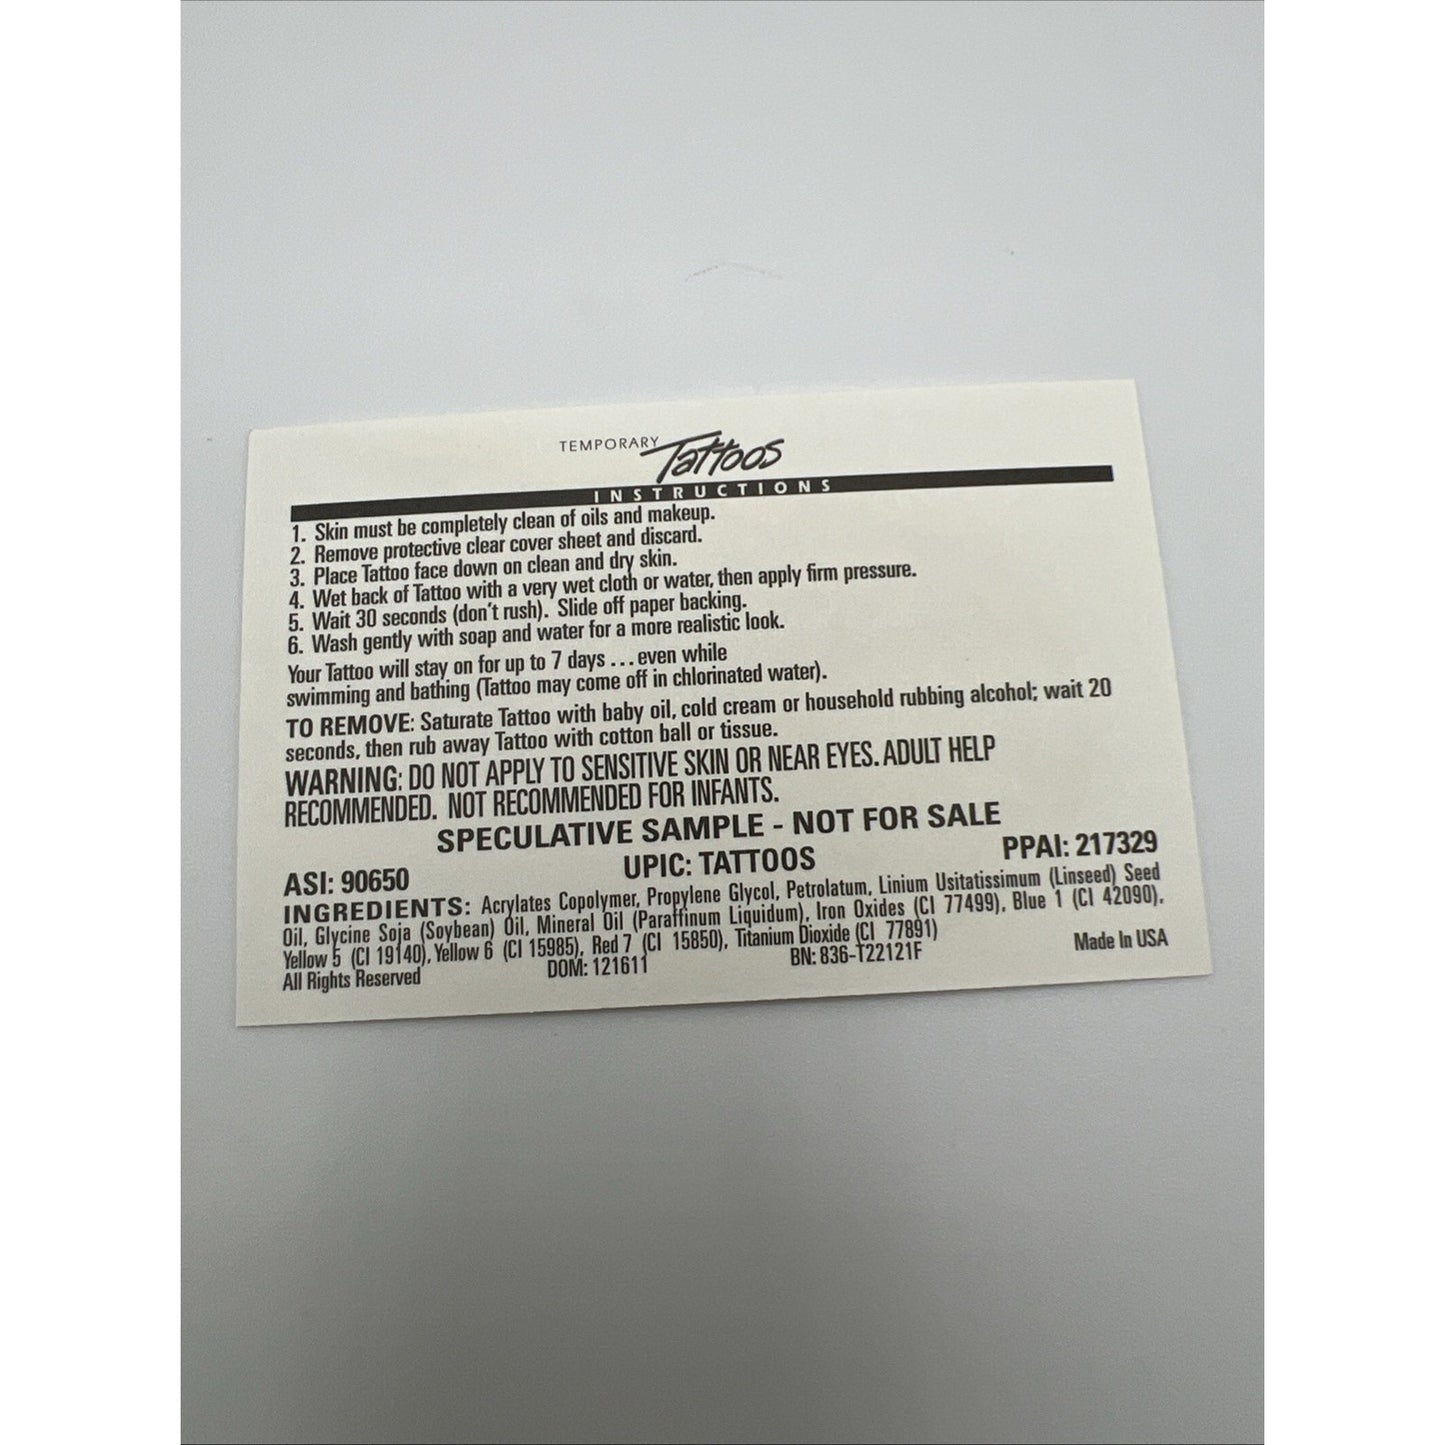 TEMPORARY Tattoos
INSTRUCTIONS
1. Skin must be completely clean of oils and makeup.
2. Remove protective clear cover sheet and discard.
3. Place Tattoo face down on clean and dry skin.
4. Wet back of Tattoo with a very wet cloth or water, then apply firm pressure.
5. Wait 30 seconds (don't rush). Slide off paper backing.
6. Wash gently with soap and water for a more realistic look.
Your Tattoo will stay on for up to 7 days ... even while
swimming and bathing (Tattoo may come off in chlorinated water).
TO REMOVE: Saturate Tattoo with baby oil, cold cream or household rubbing alcohol; wait 20
seconds, then rub away Tattoo with cotton ball or tissue.
WARNING: DO NOT APPLY TO SENSITIVE SKIN OR NEAR EYES. ADULT HELP
RECOMMENDED. NOT RECOMMENDED FOR INFANTS.
SPECULATIVE SAMPLE - NOT FOR SALE
ASI: 90650 UPIC: TATTOOS PPAI: 217329
INGREDIENTS: Acrylates Copolymer, Propylene Glycol, Petrolatum, Linium Usitatissimum (Linseed) Seed
Oil, Glycine Soja (Soybean) Oil, Mineral Oil (Paraffinum Liquidum), Iron Oxides (CI 77499), Blue 1 (CI 42090),
Yellow 5 (CI 19140), Yellow 6 (CI 15985), Red 7 (CI 15850), Titanium Dioxide (CI 77891)
All Rights Reserved DOM: 121611 BN: 836-T22121F Made In USA